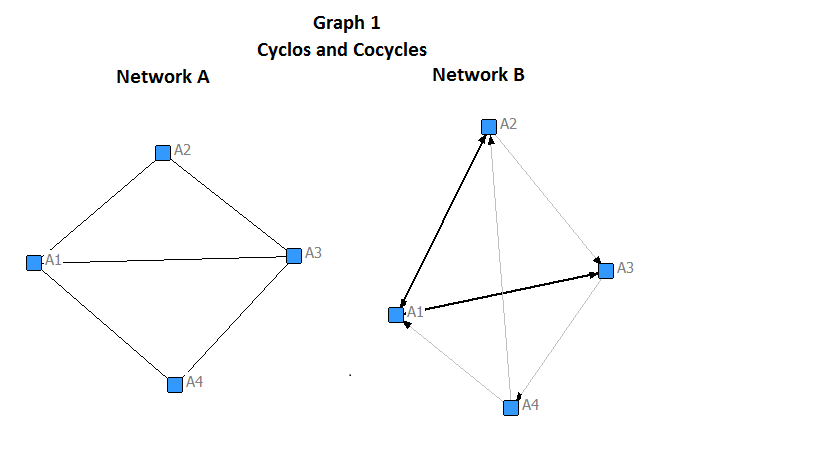 Graph 1
Cyclos and Cocycles
Network A
Network B
A2
A1
A3
A4
A2
A3
A1
A4